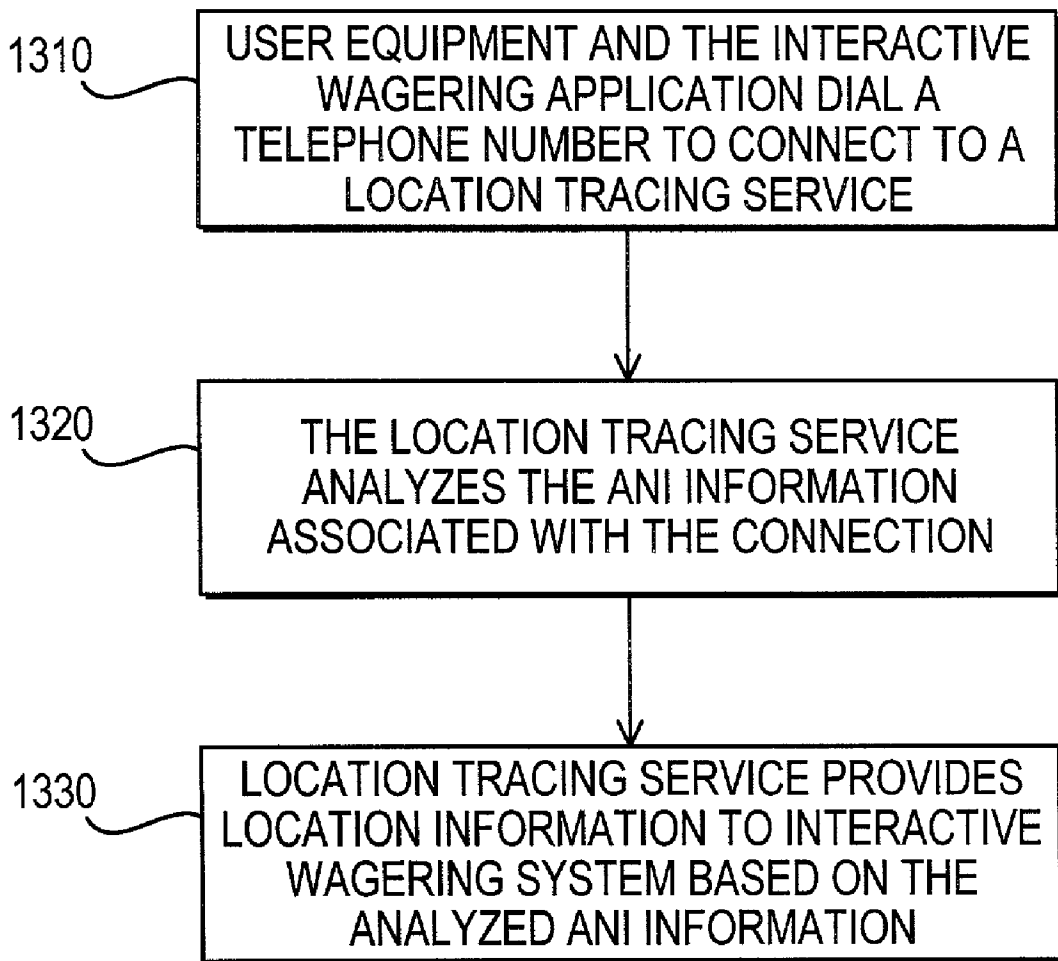 1310
USER EQUIPMENT AND THE INTERACTIVE
WAGERING APPLICATION DIAL A
TELEPHONE NUMBER TO CONNECT TO A
LOCATION TRACING SERVICE
1320
THE LOCATION TRACING SERVICE
ANALYZES THE ANI INFORMATION
ASSOCIATED WITH THE CONNECTION
1330
LOCATION TRACING SERVICE PROVIDES
LOCATION INFORMATION TO INTERACTIVE
WAGERING SYSTEM BASED ON THE
ANALYZED ANI INFORMATION